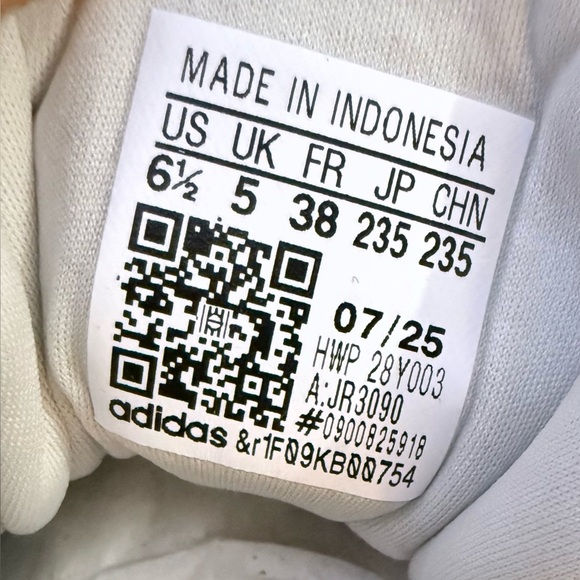 MADE IN INDONESIA
US UK FR JP CHN
6½ 5 38 235 235
07/25
HWP 28Y003
A:JR3090
#0900825918
adidas &r1F09KB00754